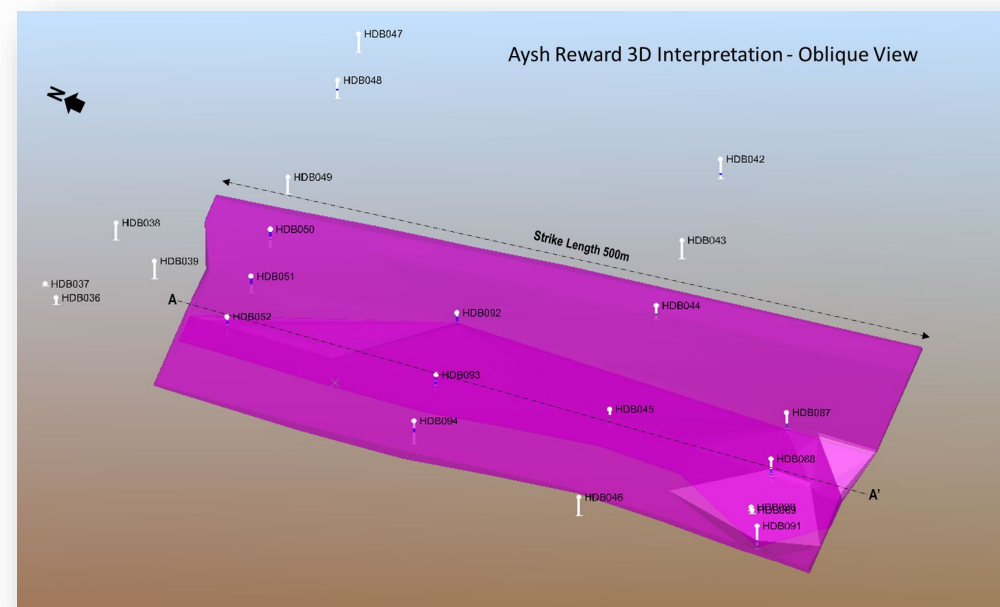 HDB047
Aysh Reward 3D Interpretation - Oblique View
HDB048
N
HDB042
HDB049
HDB038
HDB050
Strike Length 500m
HDB043
HDB039
HDB051
HDB037
HDB036
A
HDB052
HDB092
HDB044
HDB093
HDB045
HDB087
HDB094
HDB088
A'
HDB046
HDB091